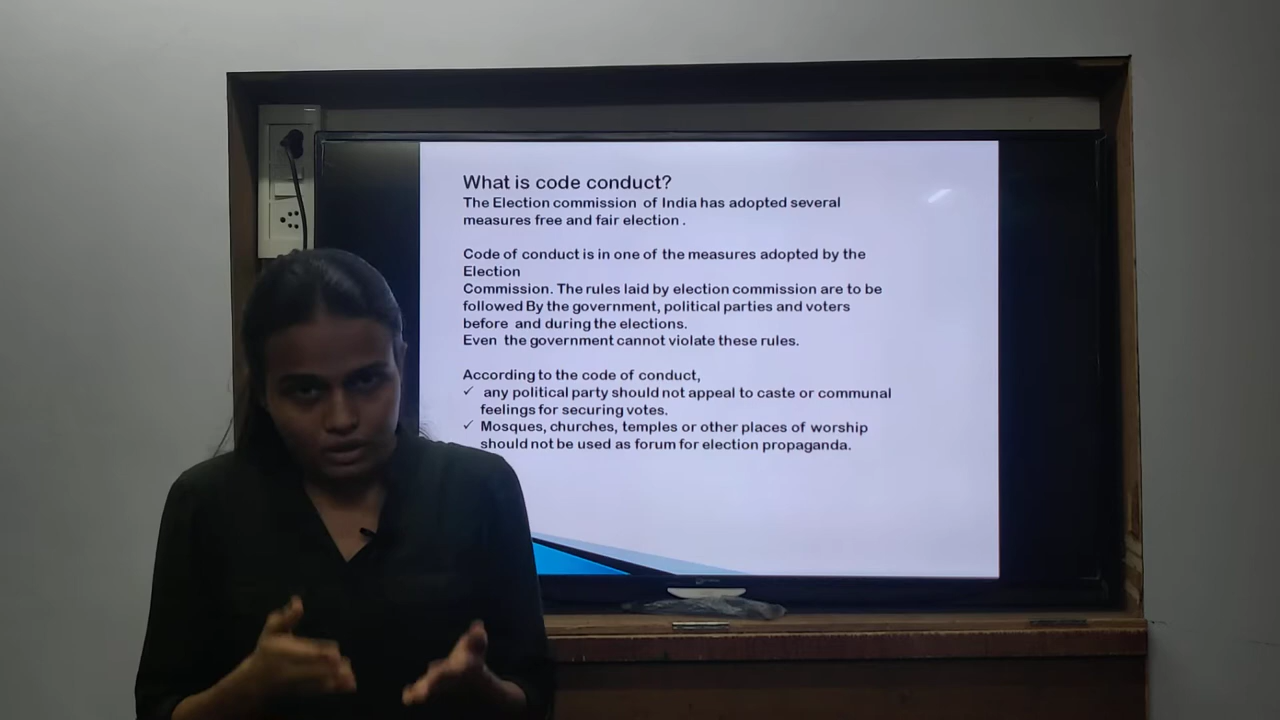 What is code conduct?
The Election commission of India has adopted several
measures free and fair election .
Code of conduct is in one of the measures adopted by the
Election
Commission. The rules laid by election commission are to be
followed By the government, political parties and voters
before and during the elections.
Even the government cannot violate these rules.
According to the code of conduct,
✓ any political party should not appeal to caste or communal
feelings for securing votes.
✓ Mosques, churches, temples or other places of worship
should not be used as forum for election propaganda.